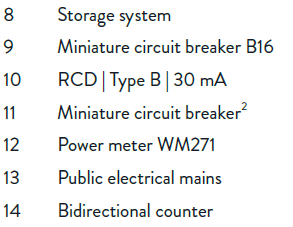 8 Storage system
9 Miniature circuit breaker B16
10 RCD | Type B | 30 mA
11 Miniature circuit breaker²
12 Power meter WM271
13 Public electrical mains
14 Bidirectional counter